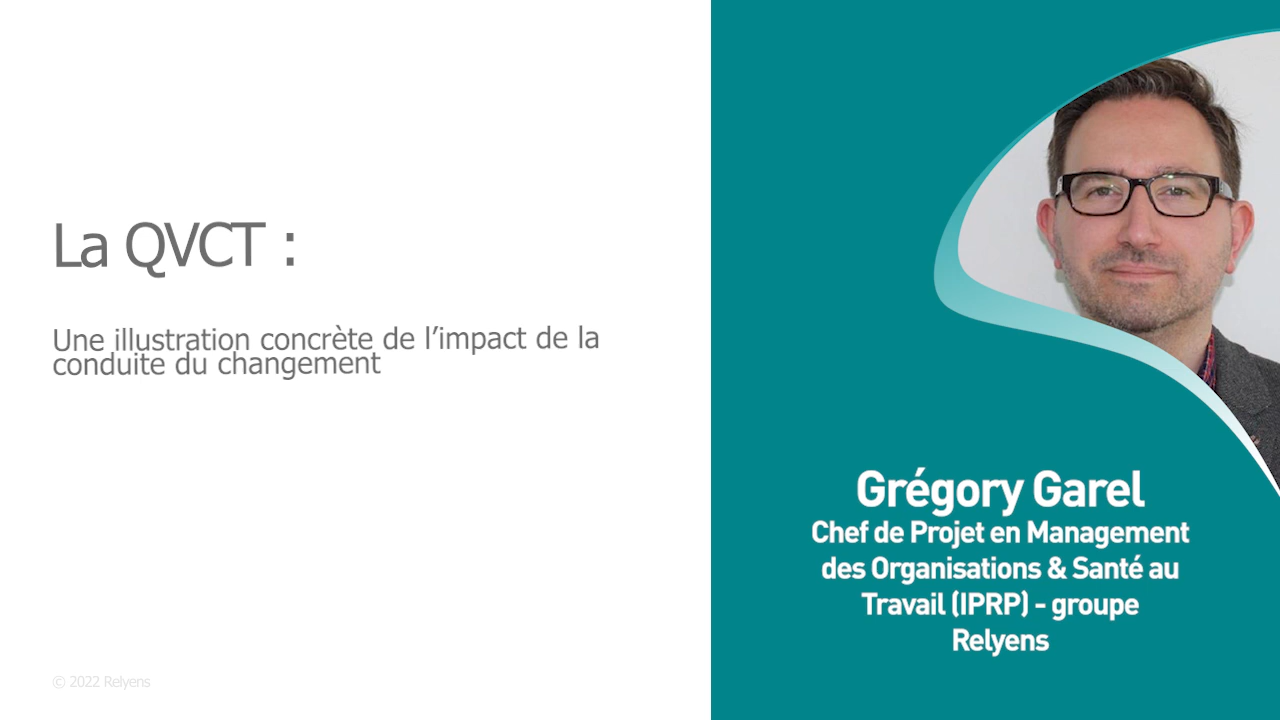 La QVCT :
Une illustration concrète de l’impact de la
conduite du changement
© 2022 Relyens
Grégory Garel
Chef de Projet en Management
des Organisations & Santé au
Travail (IPRP) - groupe
Relyens